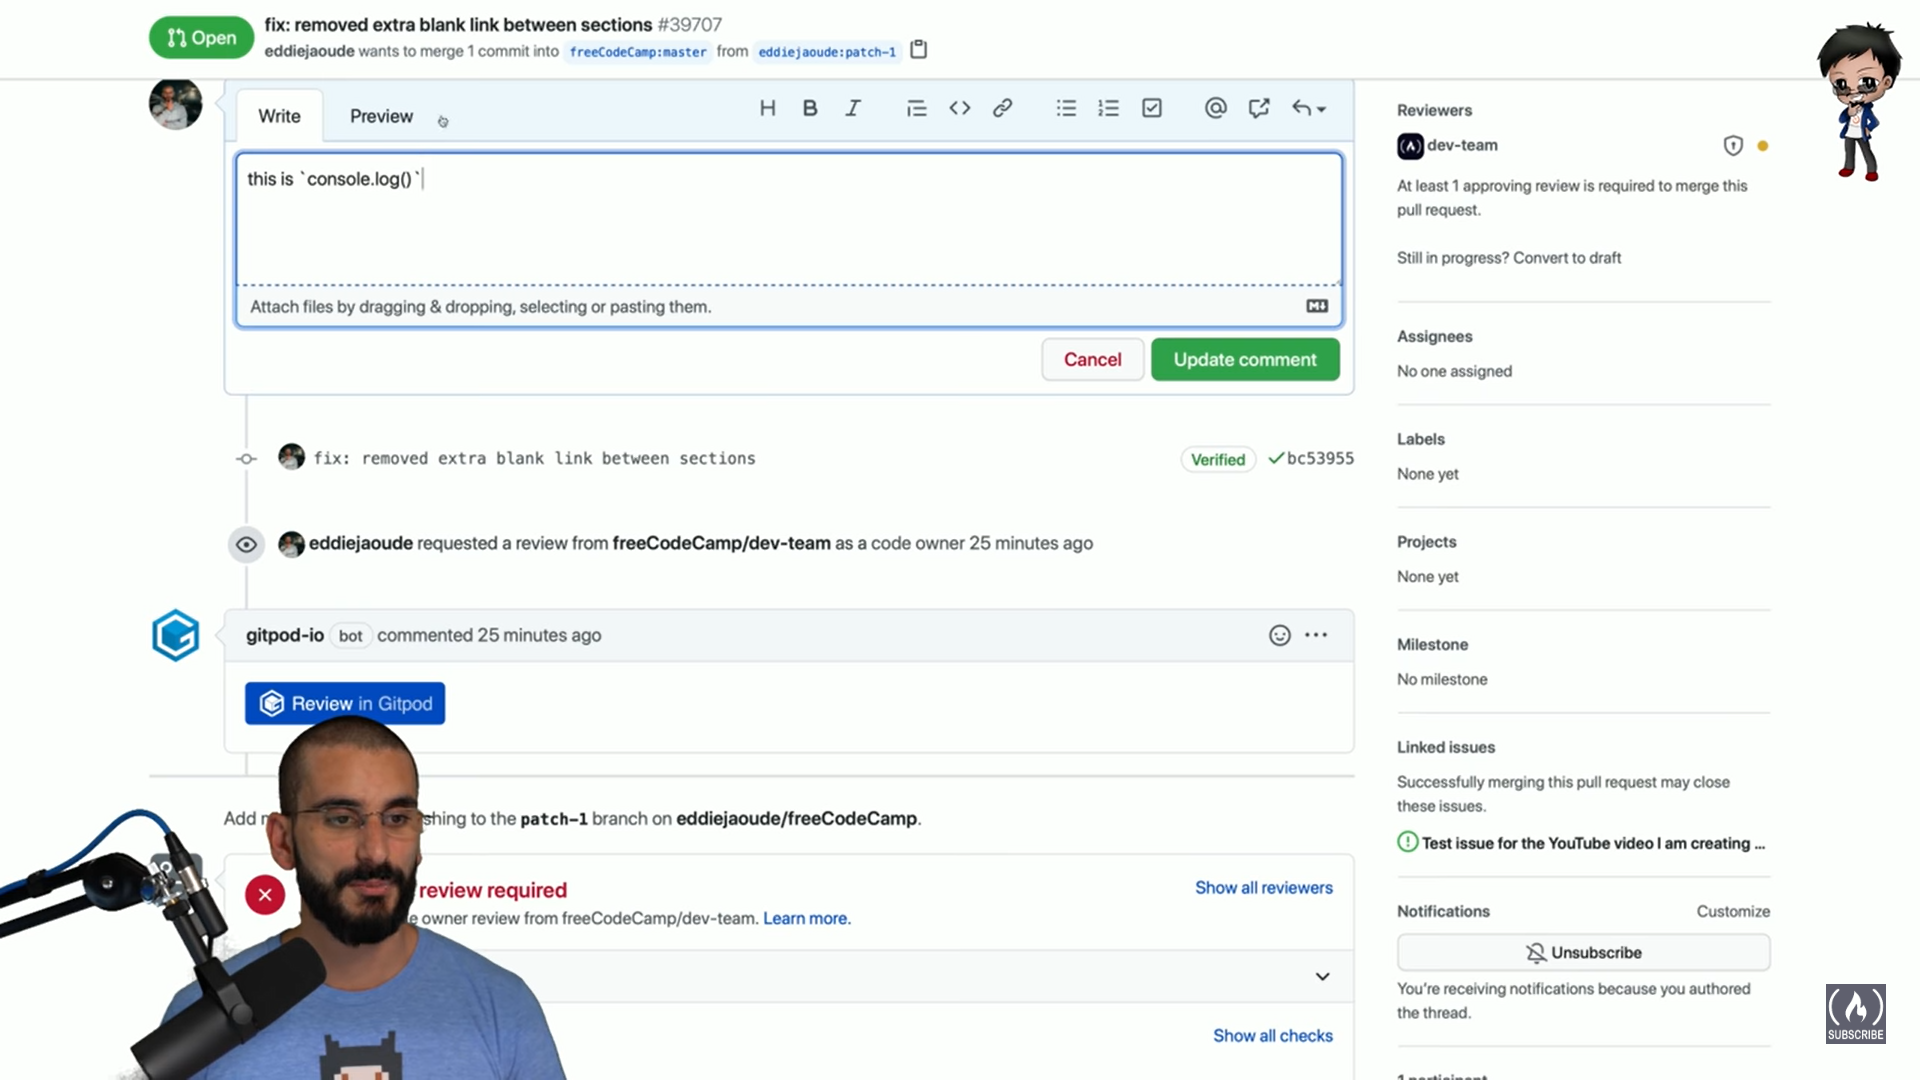 Open
fix: removed extra blank link between sections #39707
eddiejaoude wants to merge 1 commit into freeCodeCamp:master from eddiejaoude:patch-1
Write
Preview
this is `console.log()`
Attach files by dragging & dropping, selecting or pasting them.
Cancel
Update comment
fix: removed extra blank link between sections
Verified
bc53955
eddiejaoude requested a review from freeCodeCamp/dev-team as a code owner 25 minutes ago
gitpod-io bot commented 25 minutes ago
Review in Gitpod
Add
to the patch-1 branch on eddiejaoude/freeCodeCamp.
review required
Show all reviewers
owner review from freeCodeCamp/dev-team. Learn more.
Show all checks
Reviewers
dev-team
At least 1 approving review is required to merge this
pull request.
Still in progress? Convert to draft
Assignees
No one assigned
Labels
None yet
Projects
None yet
Milestone
No milestone
Linked issues
Successfully merging this pull request may close
these issues.
Test issue for the YouTube video I am creating ...
Notifications
Customize
Unsubscribe
You're receiving notifications because you authored
the thread.
1 participant
SUBSCRIBE